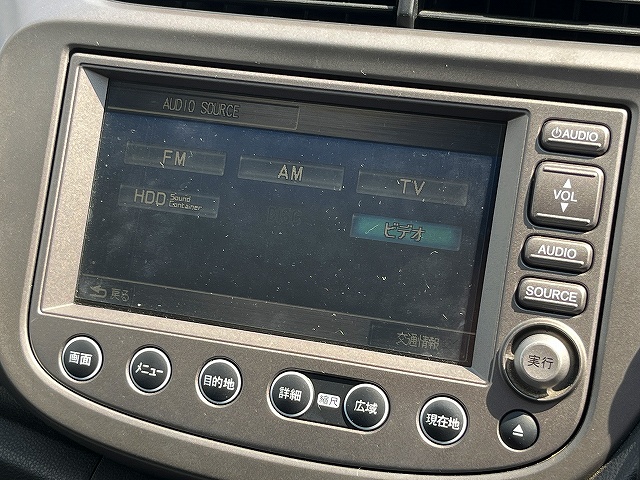 AUDIO SOURCE
FM AM TV
HDD Sound Container
ビデオ
戻る
交通情報
AUDIO
VOL
AUDIO
SOURCE
実行
画面 メニュー 目的地 詳細 縮尺 広域 現在地